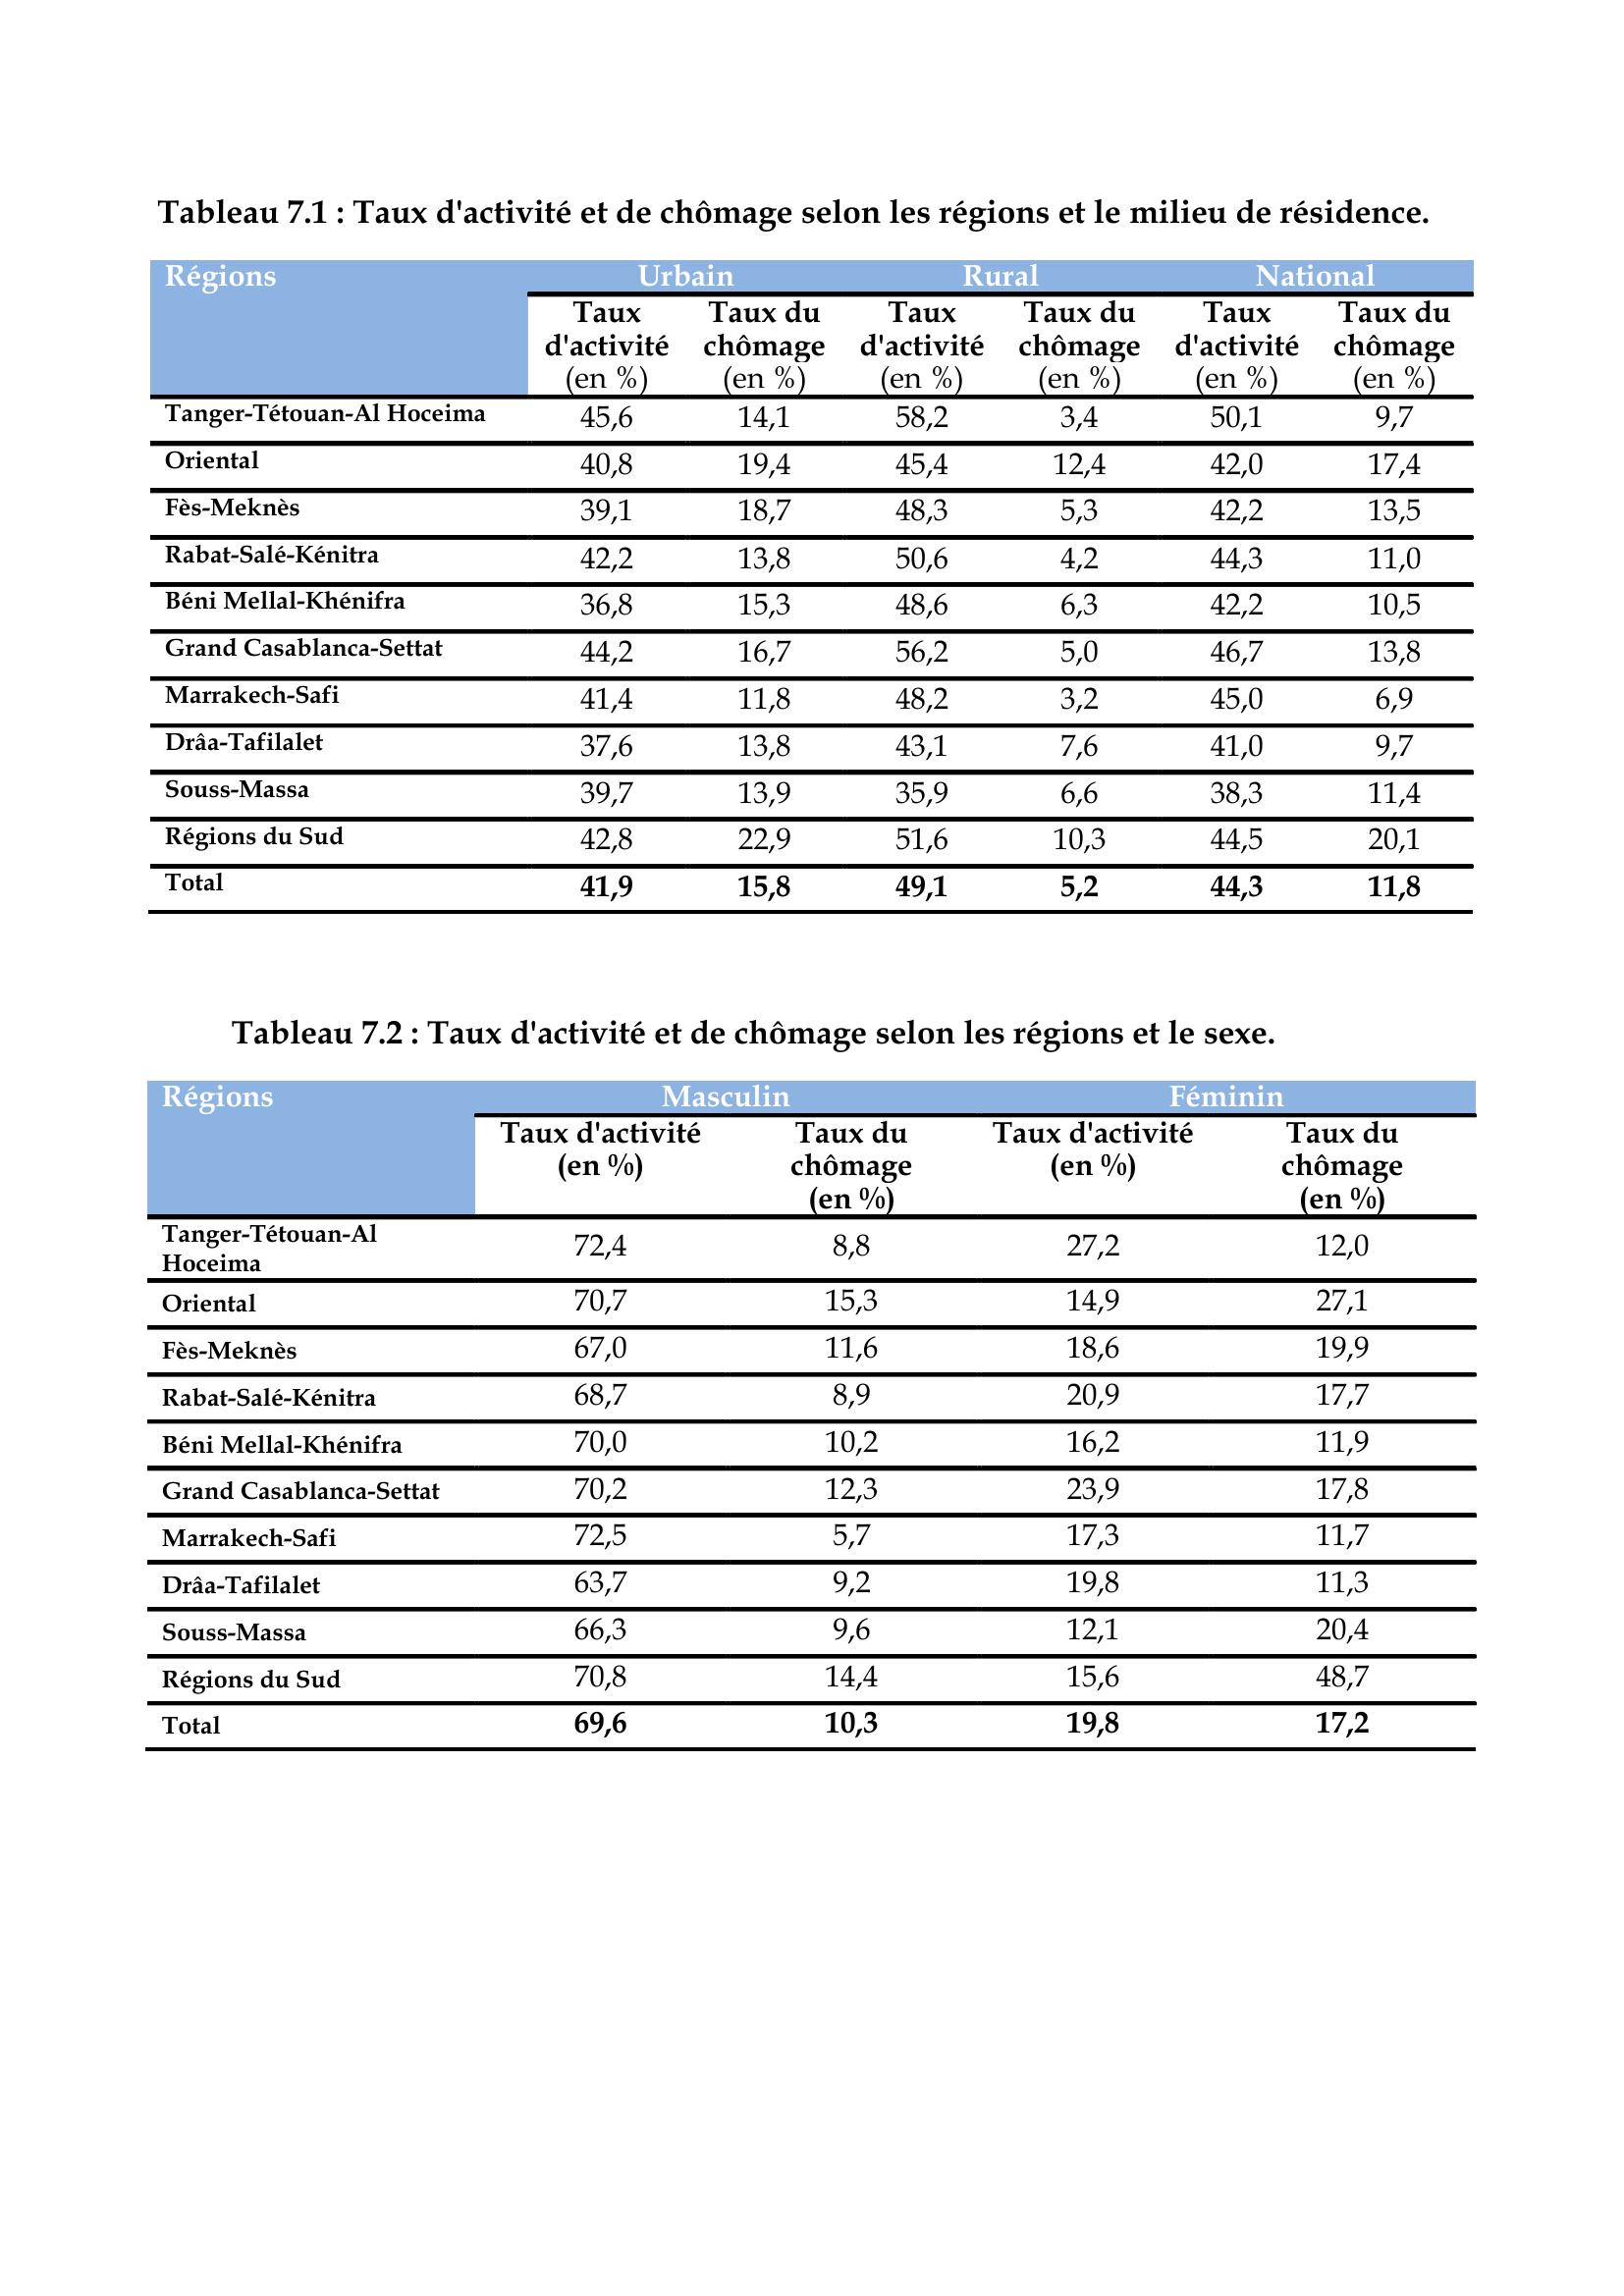 Tableau 7.1 : Taux d'activité et de chômage selon les régions et le milieu de résidence.
Régions Urbain Rural National
Taux Taux du Taux Taux du Taux Taux du
d'activité chômage d'activité chômage d'activité chômage
(en %) (en %) (en %) (en %) (en %) (en %)
Tanger-Tétouan-Al Hoceima 45,6 14,1 58,2 3,4 50,1 9,7
Oriental 40,8 19,4 45,4 12,4 42,0 17,4
Fès-Meknès 39,1 18,7 48,3 5,3 42,2 13,5
Rabat-Salé-Kénitra 42,2 13,8 50,6 4,2 44,3 11,0
Béni Mellal-Khénifra 36,8 15,3 48,6 6,3 42,2 10,5
Grand Casablanca-Settat 44,2 16,7 56,2 5,0 46,7 13,8
Marrakech-Safi 41,4 11,8 48,2 3,2 45,0 6,9
Drâa-Tafilalet 37,6 13,8 43,1 7,6 41,0 9,7
Souss-Massa 39,7 13,9 35,9 6,6 38,3 11,4
Régions du Sud 42,8 22,9 51,6 10,3 44,5 20,1
Total 41,9 15,8 49,1 5,2 44,3 11,8
Tableau 7.2 : Taux d'activité et de chômage selon les régions et le sexe.
Régions Masculin Féminin
Taux d'activité Taux du Taux d'activité Taux du
(en %) chômage (en %) chômage
(en %) (en %)
Tanger-Tétouan-Al
Hoceima 72,4 8,8 27,2 12,0
Oriental 70,7 15,3 14,9 27,1
Fès-Meknès 67,0 11,6 18,6 19,9
Rabat-Salé-Kénitra 68,7 8,9 20,9 17,7
Béni Mellal-Khénifra 70,0 10,2 16,2 11,9
Grand Casablanca-Settat 70,2 12,3 23,9 17,8
Marrakech-Safi 72,5 5,7 17,3 11,7
Drâa-Tafilalet 63,7 9,2 19,8 11,3
Souss-Massa 66,3 9,6 12,1 20,4
Régions du Sud 70,8 14,4 15,6 48,7
Total 69,6 10,3 19,8 17,2